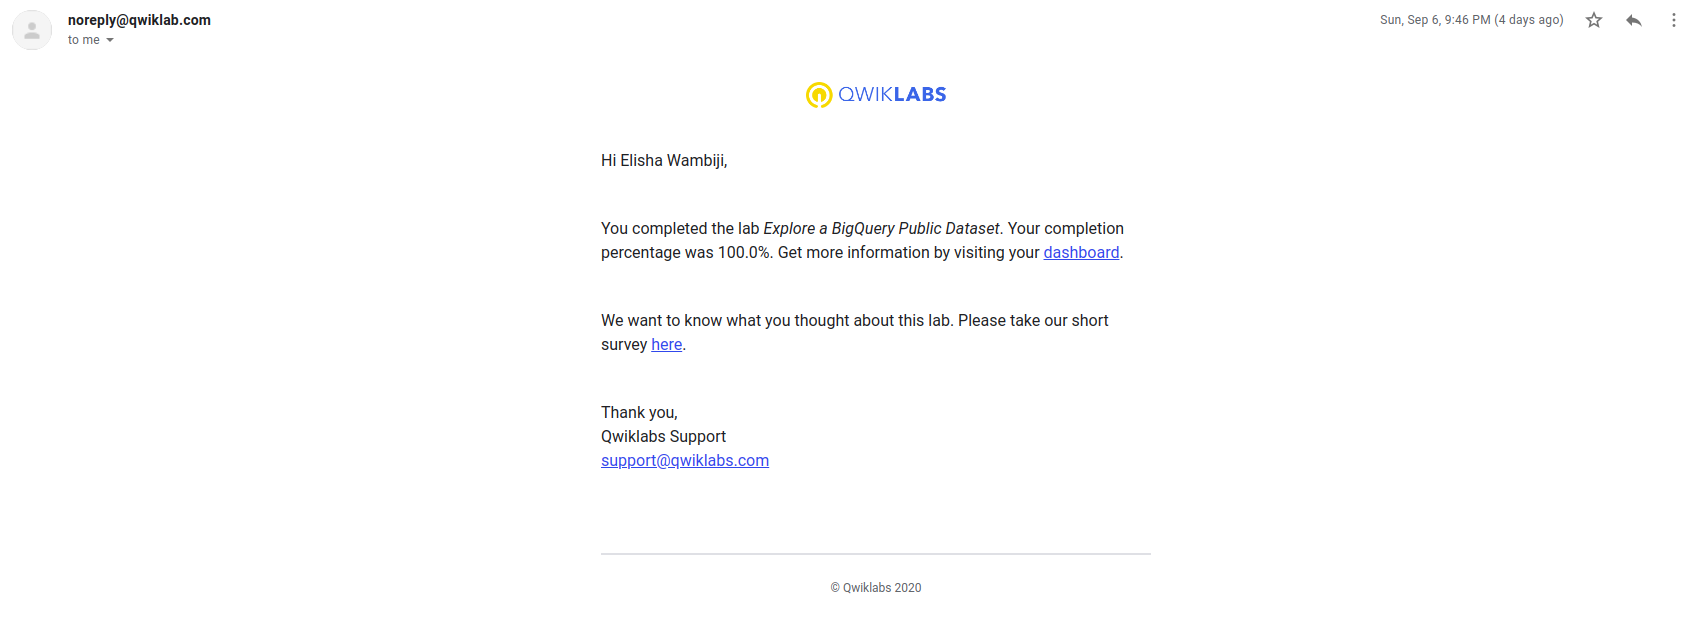 noreply@qwiklab.com
Sun, Sep 6, 9:46 PM (4 days ago)
to me
QWIKLABS
Hi Elisha Wambiji,
You completed the lab Explore a BigQuery Public Dataset. Your completion
percentage was 100.0%. Get more information by visiting your dashboard.
We want to know what you thought about this lab. Please take our short
survey here.
Thank you,
Qwiklabs Support
support@qwiklabs.com
© Qwiklabs 2020